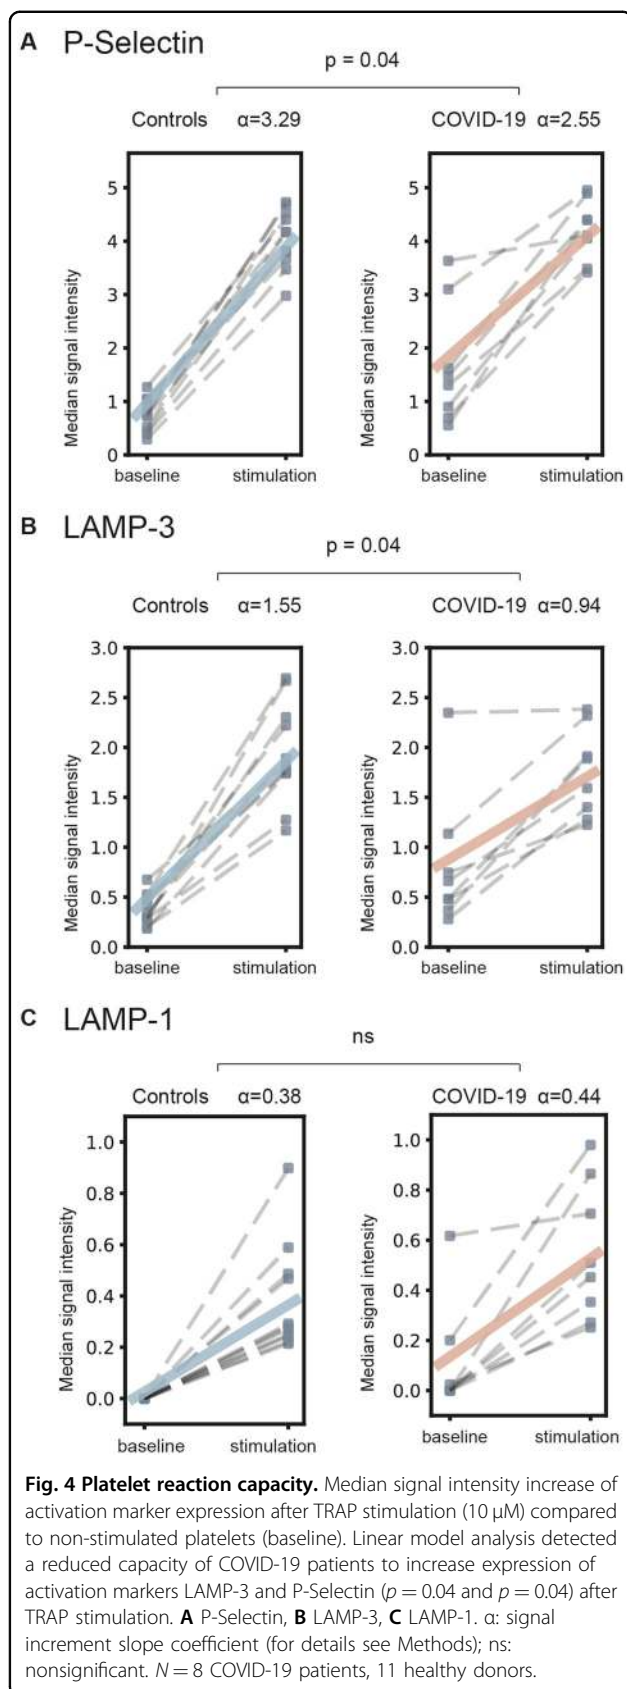 A P-Selectin
p = 0.04
Controls α=3.29
COVID-19 α=2.55
Median signal intensity
5
4
3
2
1
0
baseline stimulation
Median signal intensity
5
4
3
2
1
0
baseline stimulation
B LAMP-3
p = 0.04
Controls α=1.55
COVID-19 α=0.94
Median signal intensity
3.0
2.5
2.0
1.5
1.0
0.5
0.0
baseline stimulation
Median signal intensity
3.0
2.5
2.0
1.5
1.0
0.5
0.0
baseline stimulation
C LAMP-1
ns
Controls α=0.38
COVID-19 α=0.44
Median signal intensity
1.0
0.8
0.6
0.4
0.2
0.0
baseline stimulation
Median signal intensity
1.0
0.8
0.6
0.4
0.2
0.0
baseline stimulation
Fig. 4 Platelet reaction capacity. Median signal intensity increase of
activation marker expression after TRAP stimulation (10 μM) compared
to non-stimulated platelets (baseline). Linear model analysis detected
a reduced capacity of COVID-19 patients to increase expression of
activation markers LAMP-3 and P-Selectin (p = 0.04 and p = 0.04) after
TRAP stimulation. A P-Selectin, B LAMP-3, C LAMP-1. α: signal
increment slope coefficient (for details see Methods); ns:
nonsignificant. N = 8 COVID-19 patients, 11 healthy donors.